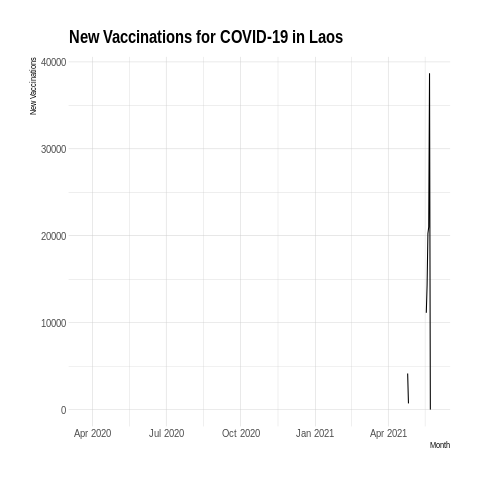 New Vaccinations for COVID-19 in Laos
New Vaccinations
40000
30000
20000
10000
0
Apr 2020 Jul 2020 Oct 2020 Jan 2021 Apr 2021
Month